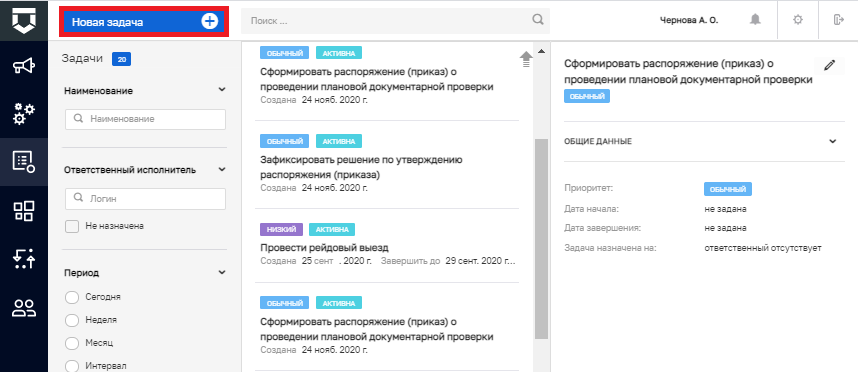 Новая задача
Поиск ...
Чернова А. О.
Задачи 20
Наименование
Наименование
Ответственный исполнитель
Логин
Не назначена
Период
Сегодня
Неделя
Месяц
Интервал
ОБЫЧНЫЙ АКТИВНА
Сформировать распоряжение (приказ) о
проведении плановой документарной проверки
Создана 24 нояб. 2020 г.
ОБЫЧНЫЙ АКТИВНА
Зафиксировать решение по утверждению
распоряжения (приказа)
Создана 24 нояб. 2020 г.
НИЗКИЙ АКТИВНА
Провести рейдовый выезд
Создана 25 сент . 2020 г. Завершить до 29 сент. 2020 г...
ОБЫЧНЫЙ АКТИВНА
Сформировать распоряжение (приказ) о
проведении плановой документарной проверки
Создана 24 нояб. 2020 г.
Сформировать распоряжение (приказ) о
проведении плановой документарной проверки
ОБЫЧНЫЙ
ОБЩИЕ ДАННЫЕ
Приоритет: ОБЫЧНЫЙ
Дата начала: не задана
Дата завершения: не задана
Задача назначена на: ответственный отсутствует